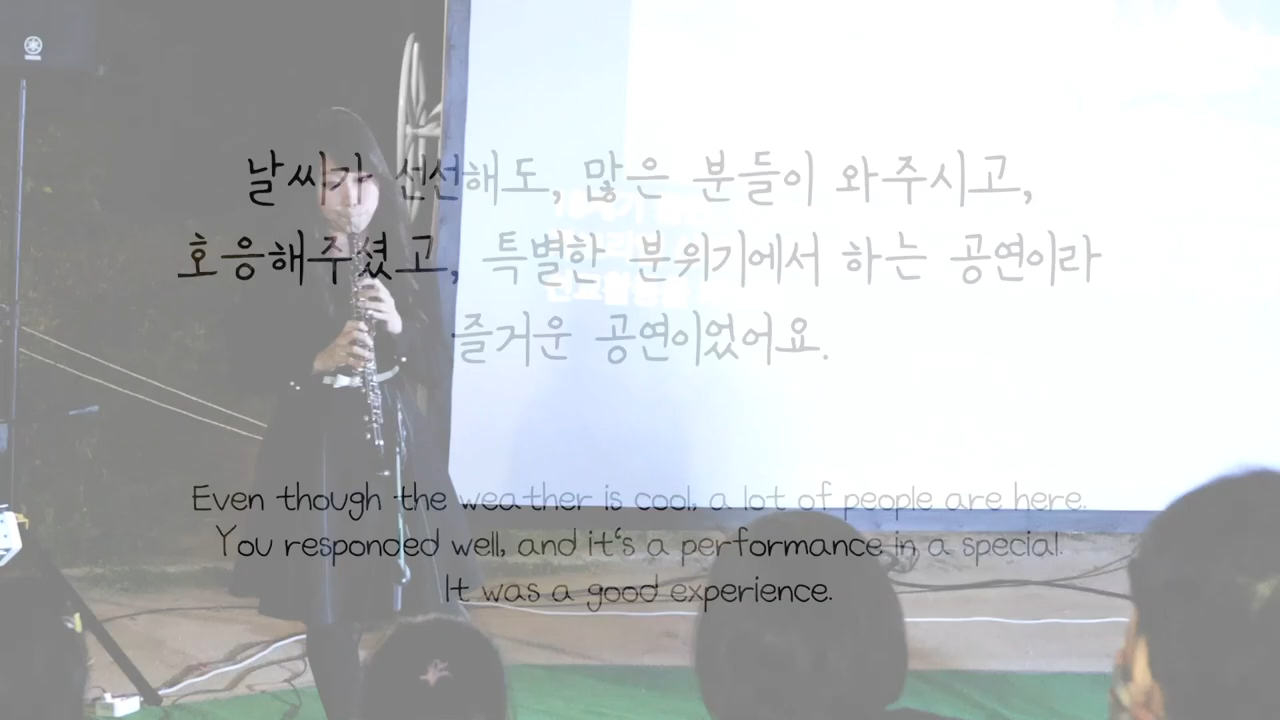 날씨가 선선해도, 많은 분들이 와주시고,
호응해주셨고, 특별한 분위기에서 하는 공연이라
즐거운 공연이었어요.
Even though the weather is cool, a lot of people are here.
You responded well, and it's a performance in a special.
It was a good experience.